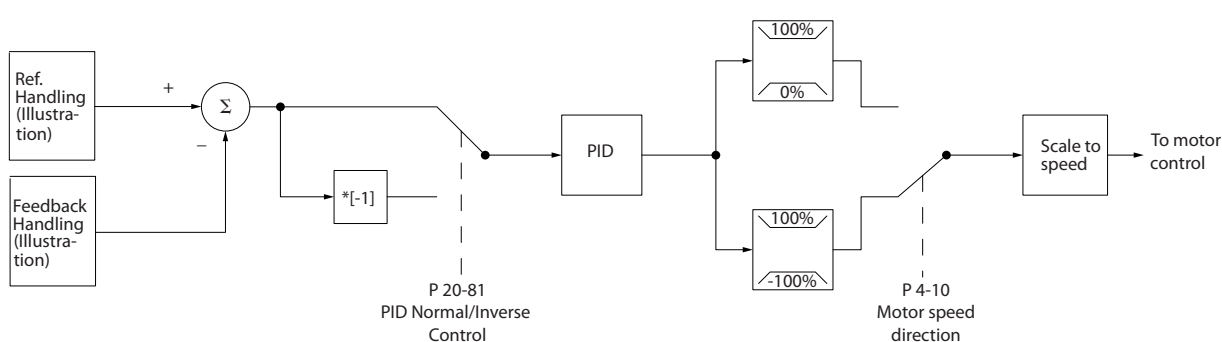 Ref.
Handling
(Illustra-
tion)
+
Σ
−
Feedback
Handling
(Illustra-
tion)
*[-1]
P 20-81
PID Normal/Inverse
Control
PID
100%
0%
100%
-100%
P 4-10
Motor speed
direction
Scale to
speed
To motor
control